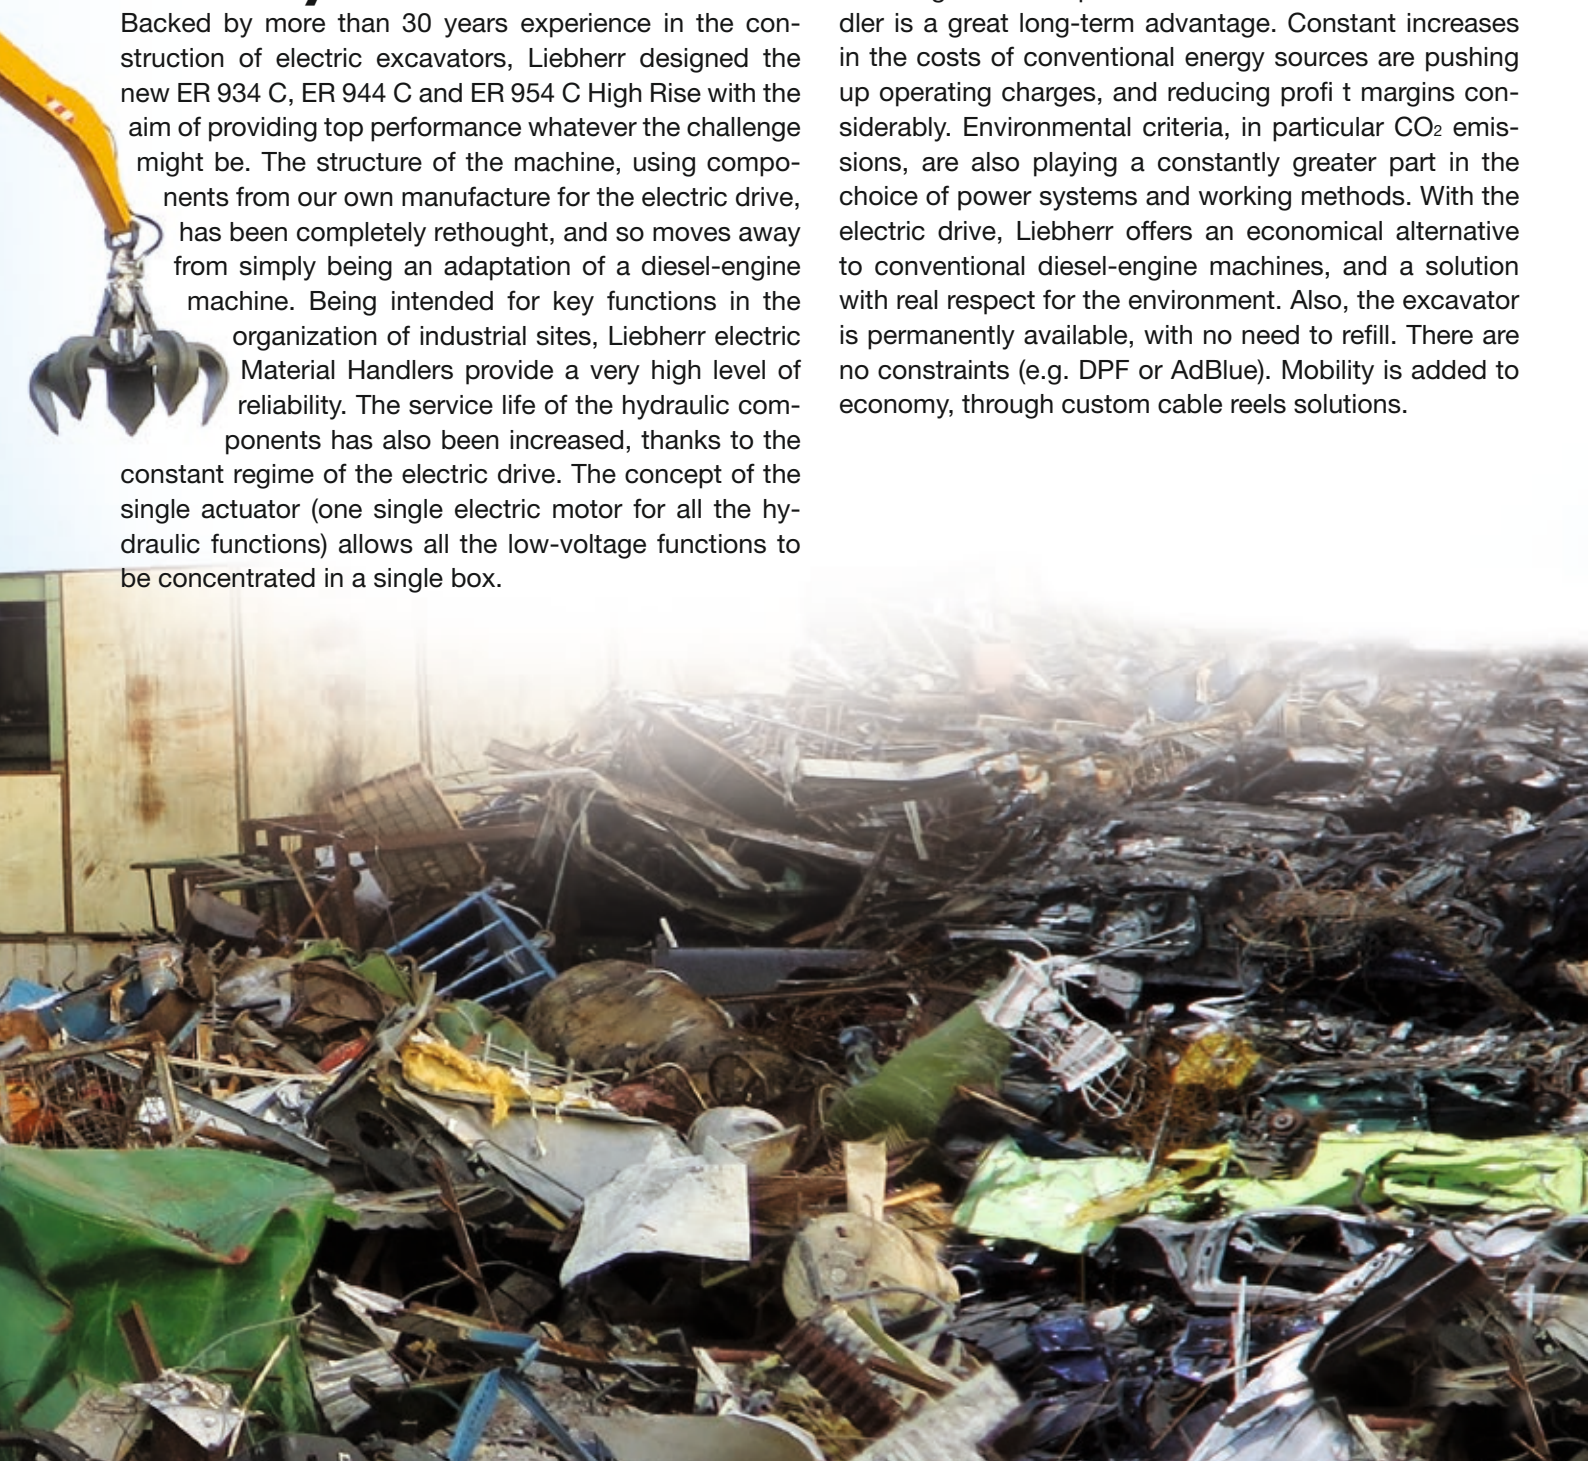 Backed by more than 30 years experience in the con-
struction of electric excavators, Liebherr designed the
new ER 934 C, ER 944 C and ER 954 C High Rise with the
aim of providing top performance whatever the challenge
might be. The structure of the machine, using compo-
nents from our own manufacture for the electric drive,
has been completely rethought, and so moves away
from simply being an adaptation of a diesel-engine
machine. Being intended for key functions in the
organization of industrial sites, Liebherr electric
Material Handlers provide a very high level of
reliability. The service life of the hydraulic com-
ponents has also been increased, thanks to the
constant regime of the electric drive. The concept of the
single actuator (one single electric motor for all the hy-
draulic functions) allows all the low-voltage functions to
be concentrated in a single box.
dler is a great long-term advantage. Constant increases
in the costs of conventional energy sources are pushing
up operating charges, and reducing profi t margins con-
siderably. Environmental criteria, in particular CO₂ emis-
sions, are also playing a constantly greater part in the
choice of power systems and working methods. With the
electric drive, Liebherr offers an economical alternative
to conventional diesel-engine machines, and a solution
with real respect for the environment. Also, the excavator
is permanently available, with no need to refill. There are
no constraints (e.g. DPF or AdBlue). Mobility is added to
economy, through custom cable reels solutions.